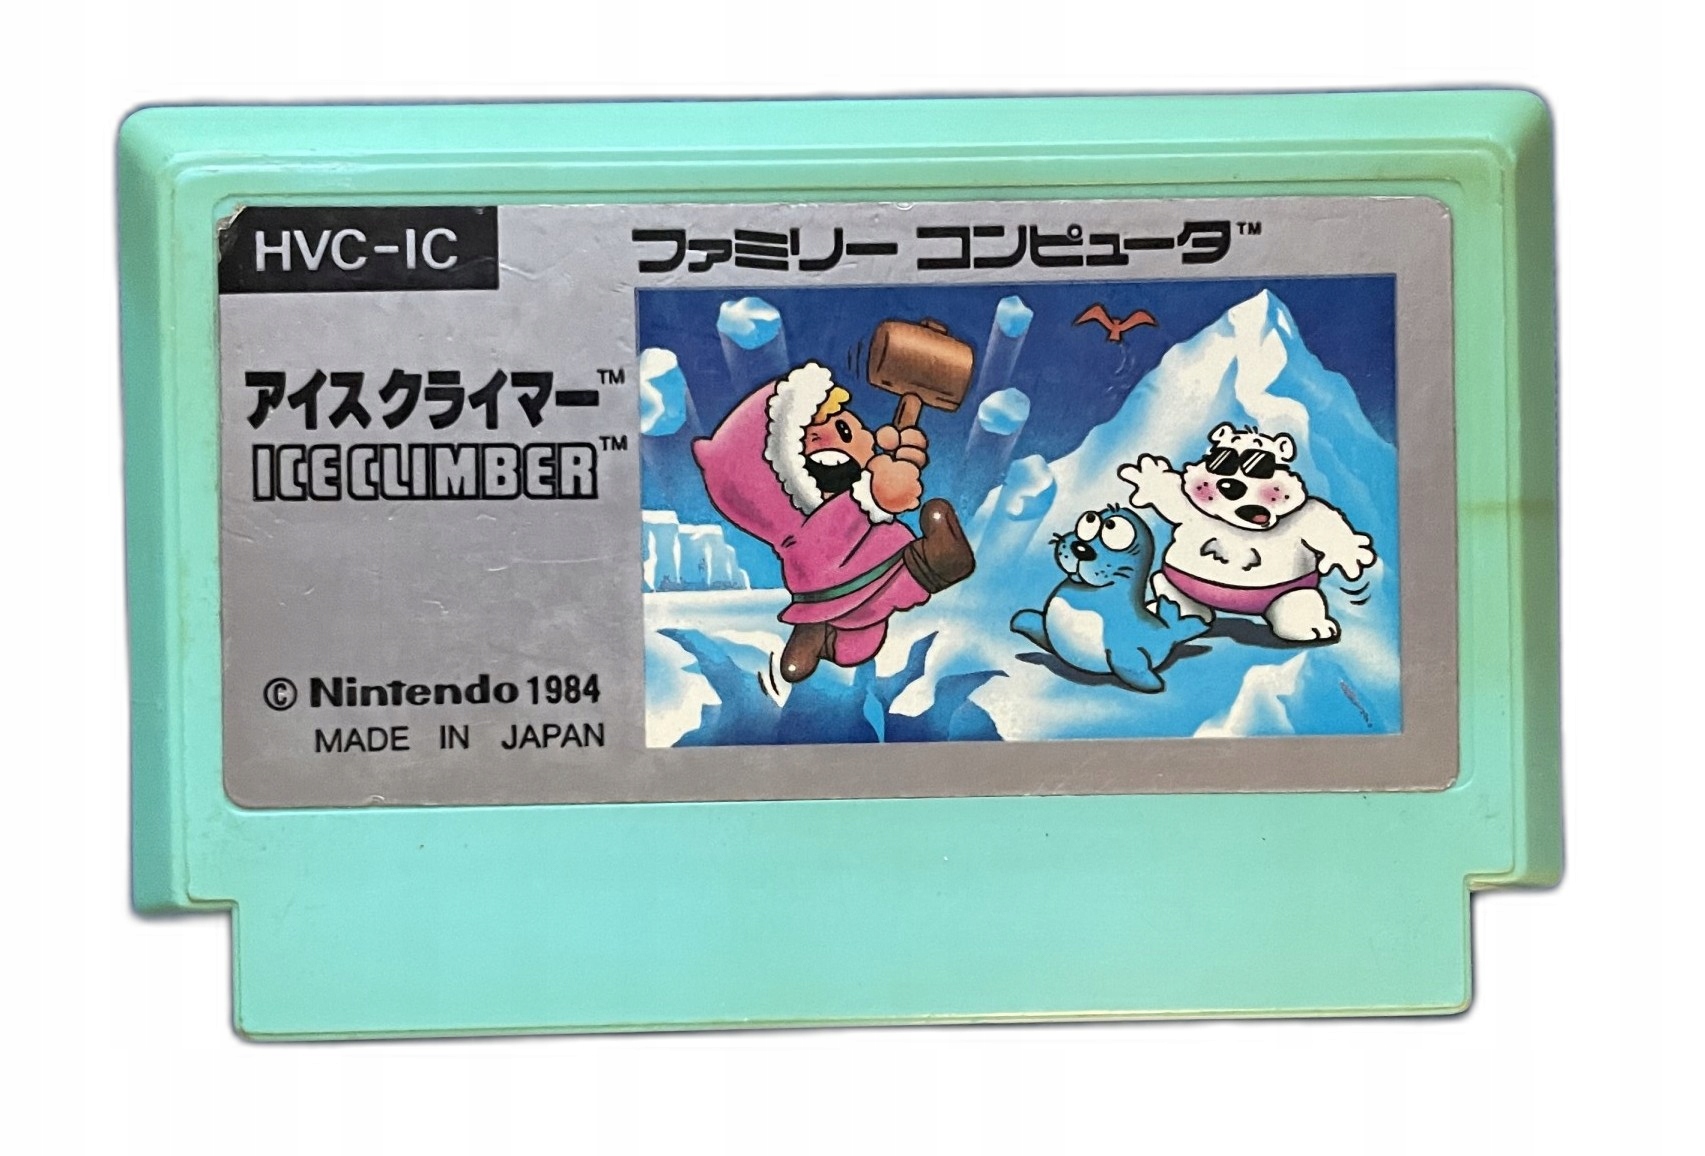 HVC-IC
ファミリー コンピュータ™
アイスクライマー™
ICE CLIMBER™
© Nintendo 1984
MADE IN JAPAN